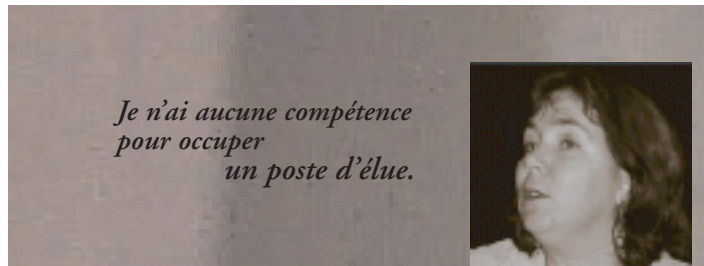 Je n’ai aucune compétence
pour occuper
un poste d’élue.